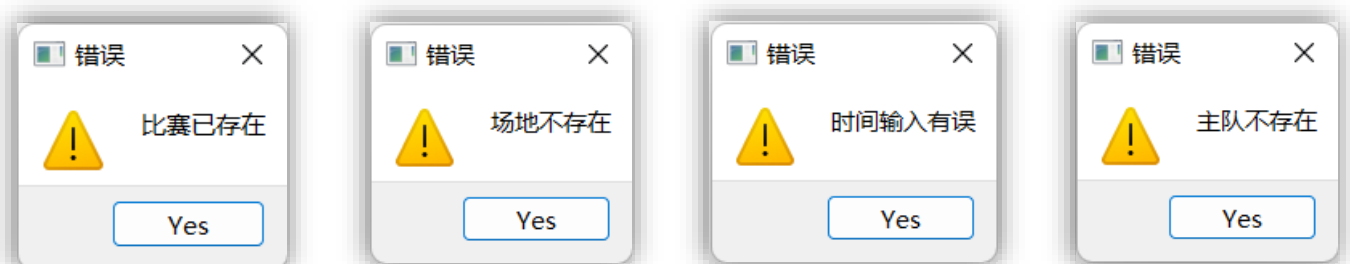 错误
比赛已存在
Yes
错误
场地不存在
Yes
错误
时间输入有误
Yes
错误
主队不存在
Yes